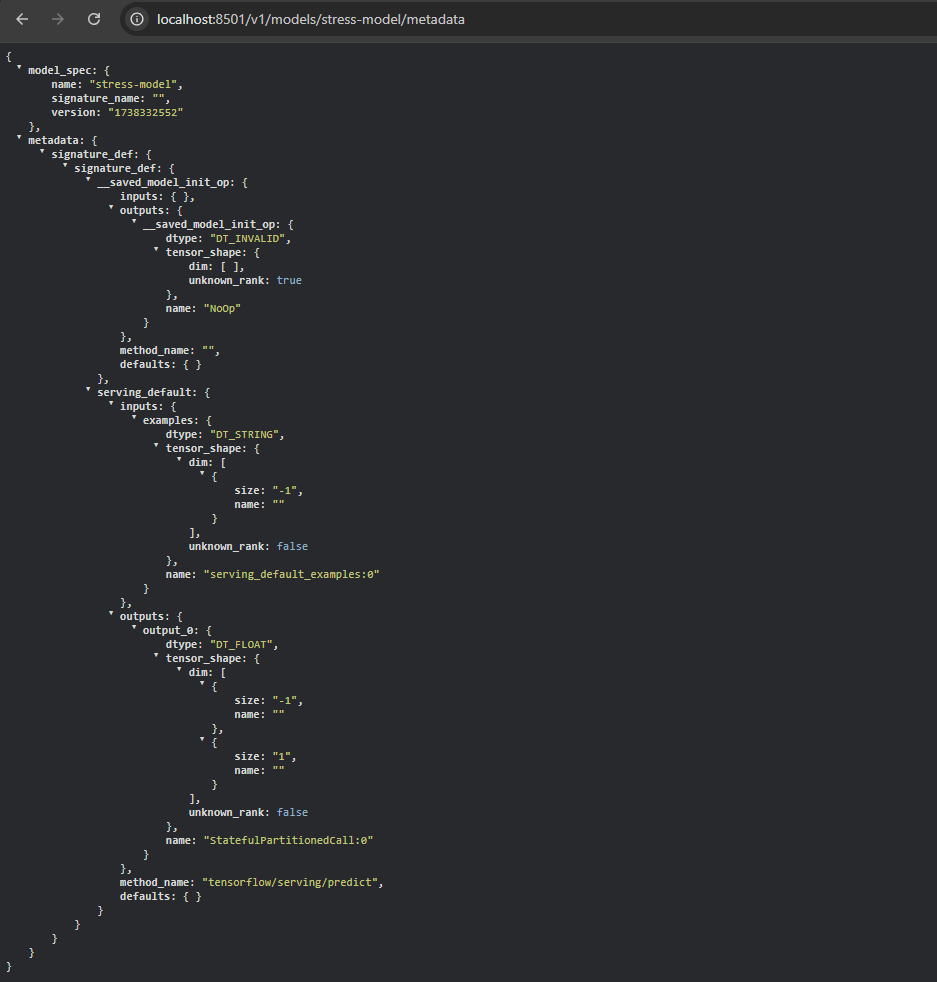 localhost:8501/v1/models/stress-model/metadata
{
model_spec: {
name: "stress-model",
signature_name: "",
version: "1738332552"
},
metadata: {
signature_def: {
signature_def: {
__saved_model_init_op: {
inputs: { },
outputs: {
__saved_model_init_op: {
dtype: "DT_INVALID",
tensor_shape: {
dim: [ ],
unknown_rank: true
},
name: "NoOp"
}
},
method_name: "",
defaults: { }
},
serving_default: {
inputs: {
examples: {
dtype: "DT_STRING",
tensor_shape: {
dim: [
{
size: "-1",
name: ""
}
],
unknown_rank: false
},
name: "serving_default_examples:0"
}
},
outputs: {
output_0: {
dtype: "DT_FLOAT",
tensor_shape: {
dim: [
{
size: "-1",
name: ""
},
{
size: "1",
name: ""
}
],
unknown_rank: false
},
name: "StatefulPartitionedCall:0"
}
},
method_name: "tensorflow/serving/predict",
defaults: { }
}
}
}
}
}